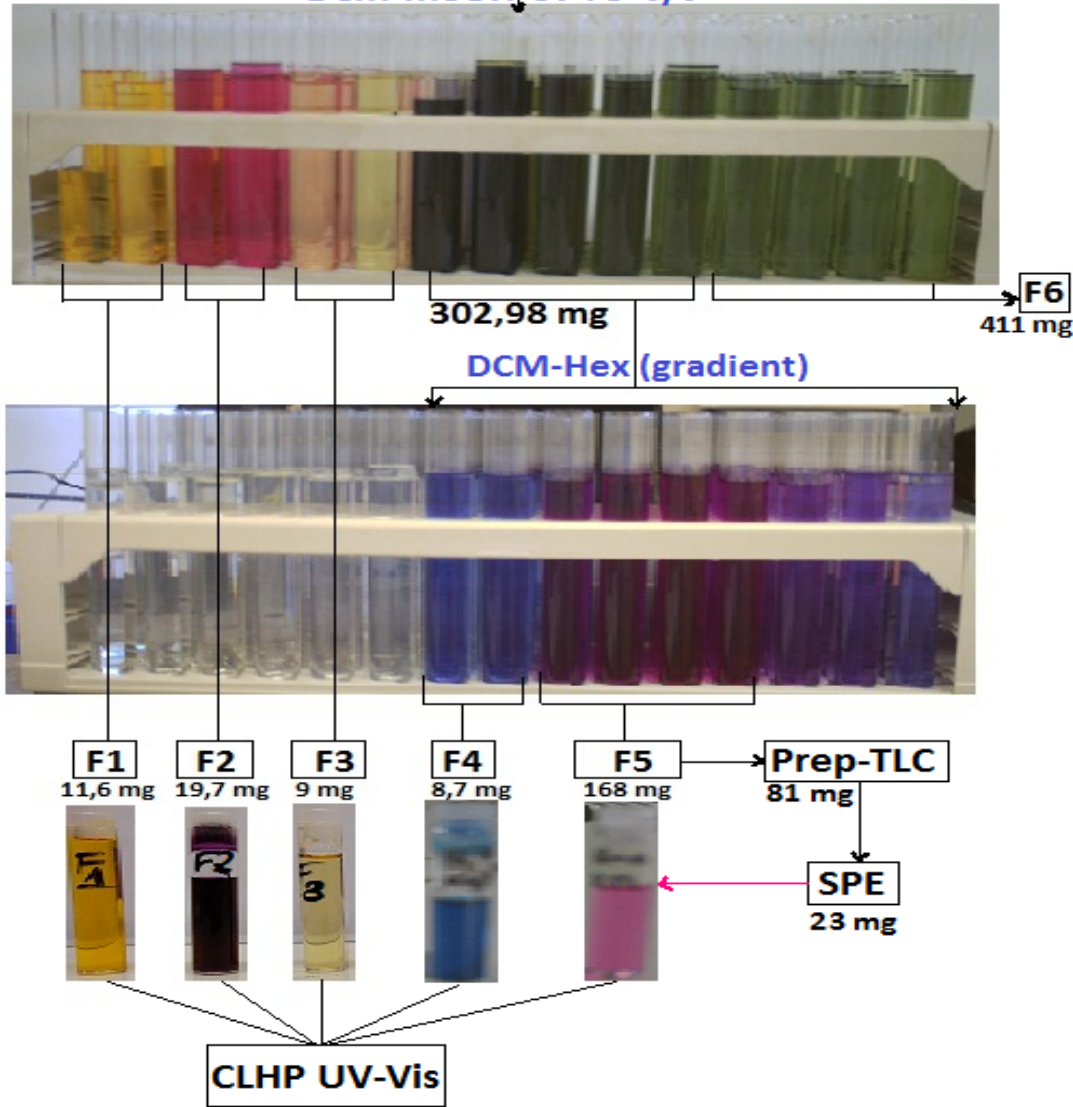 F6
411 mg
302,98 mg
DCM-Hex (gradient)
F1
11,6 mg
F2
19,7 mg
F3
9 mg
F4
8,7 mg
F5
168 mg
Prep-TLC
81 mg
F1
F2
F3
SPE
23 mg
CLHP UV-Vis